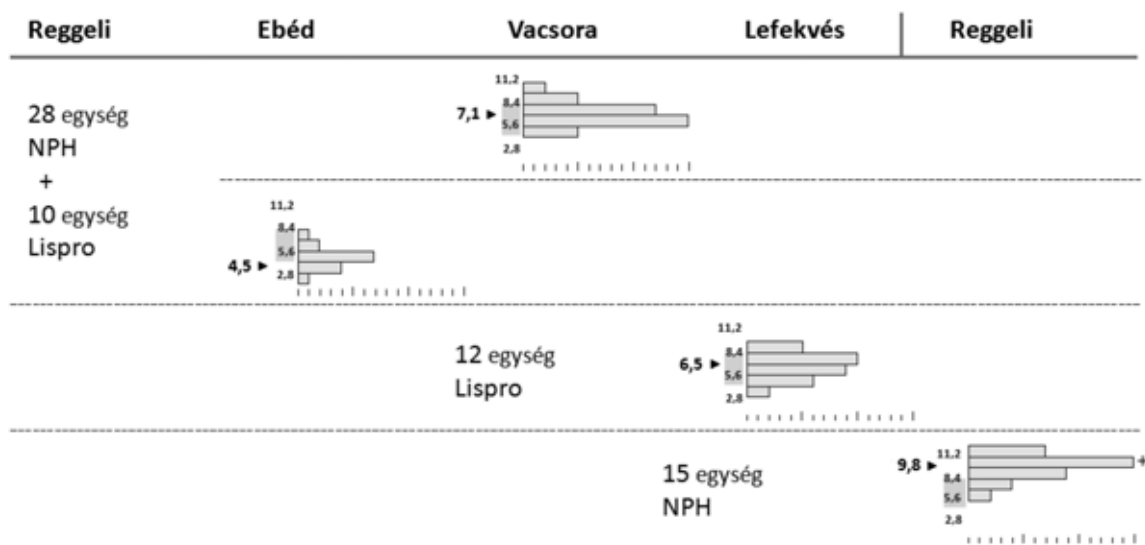 Reggeli Ebéd Vacsora Lefekvés Reggeli
28 egység
NPH
+
10 egység
Lispro
11,2
8,4
7,1 ►
5,6
2,8
11,2
8,4
5,6
4,5 ►
2,8
12 egység
Lispro
11,2
8,4
6,5 ►
5,6
2,8
15 egység
NPH
11,2
9,8 ►
+
8,4
5,6
2,8